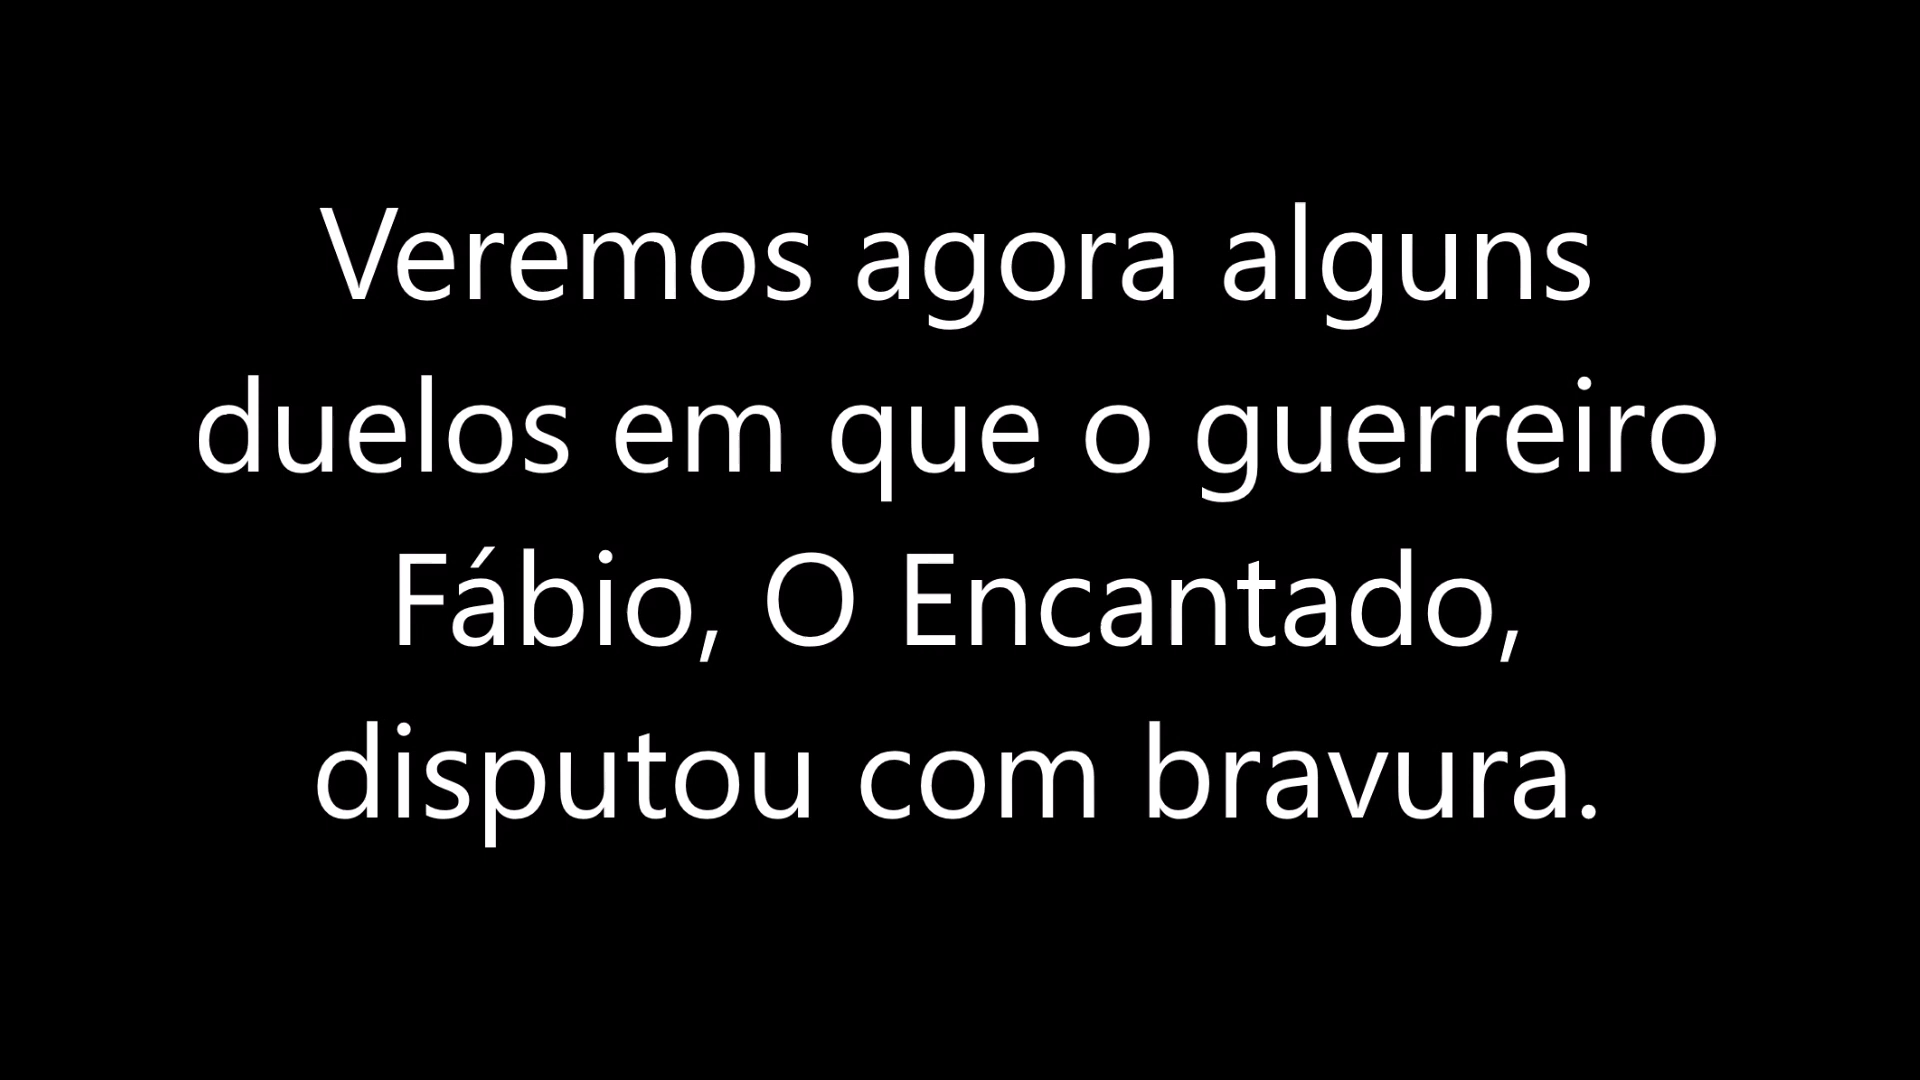 Veremos agora alguns
duelos em que o guerreiro
Fábio, O Encantado,
disputou com bravura.